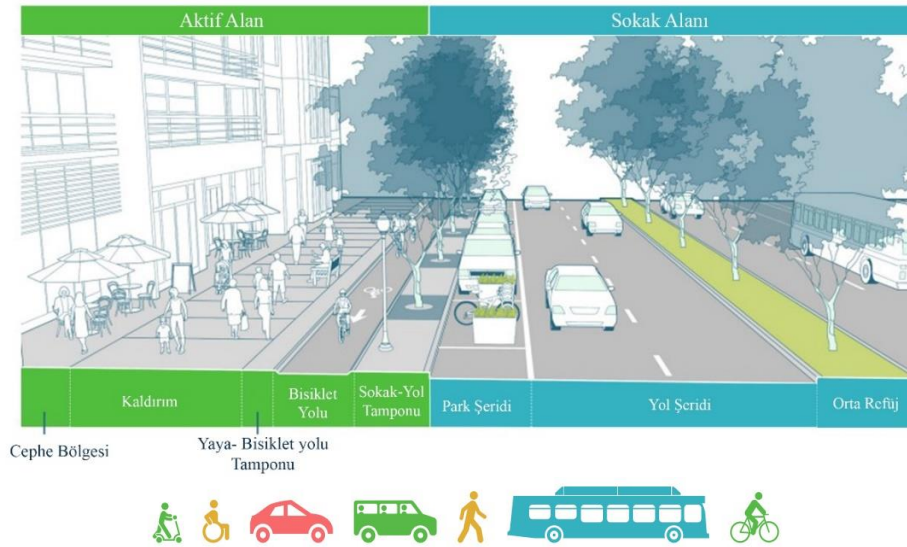 Aktif Alan
Sokak Alanı
Kaldırım
Bisiklet
Yolu
Sokak-Yol
Tamponu
Park Şeridi
Yol Şeridi
Orta Refüj
Cephe Bölgesi
Yaya- Bisiklet yolu
Tamponu